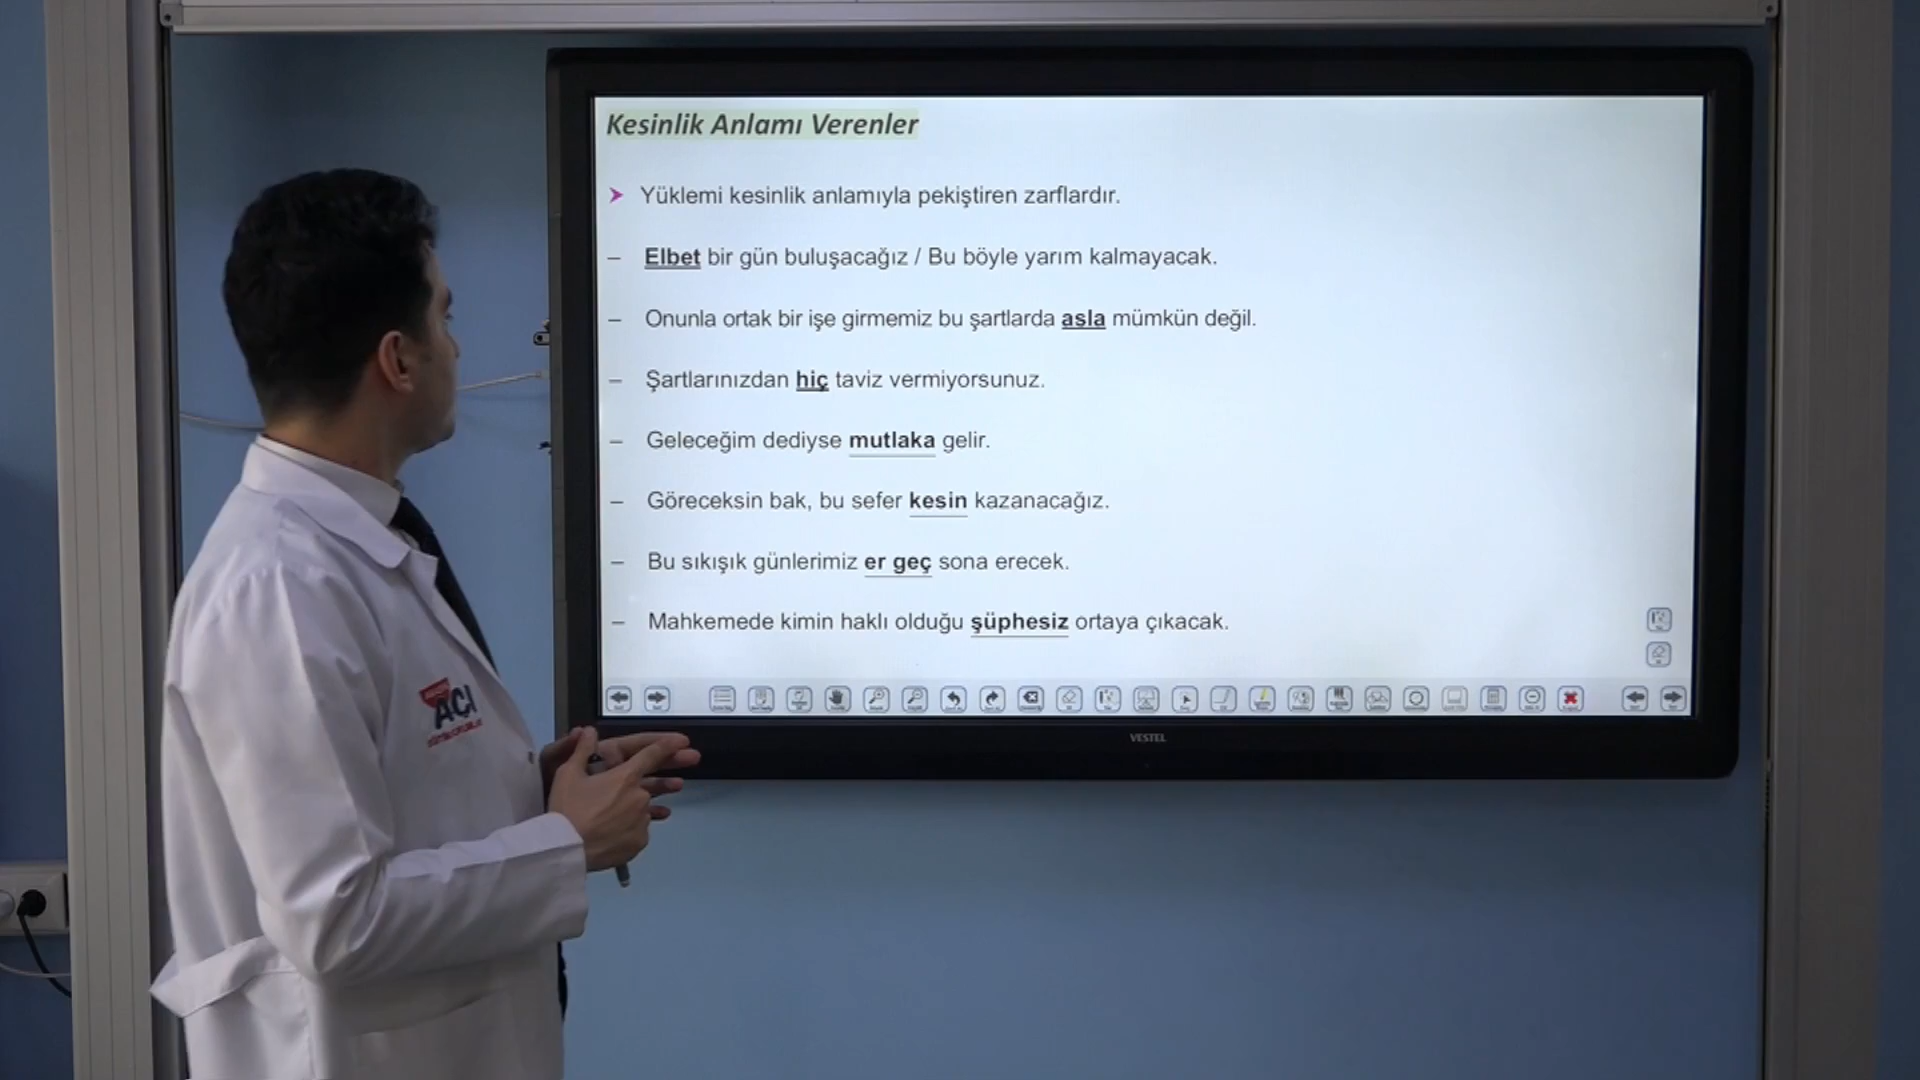 Kesinlik Anlamı Verenler
➤ Yüklemi kesinlik anlamıyla pekiştiren zarflardır.
– Elbet bir gün buluşacağız / Bu böyle yarım kalmayacak.
– Onunla ortak bir işe girmemiz bu şartlarda asla mümkün değil.
– Şartlarınızdan hiç taviz vermiyorsunuz.
– Geleceğim dediyse mutlaka gelir.
– Göreceksin bak, bu sefer kesin kazanacağız.
– Bu sıkışık günlerimiz er geç sona erecek.
– Mahkemede kimin haklı olduğu şüphesiz ortaya çıkacak.
VESTEL
AÇI